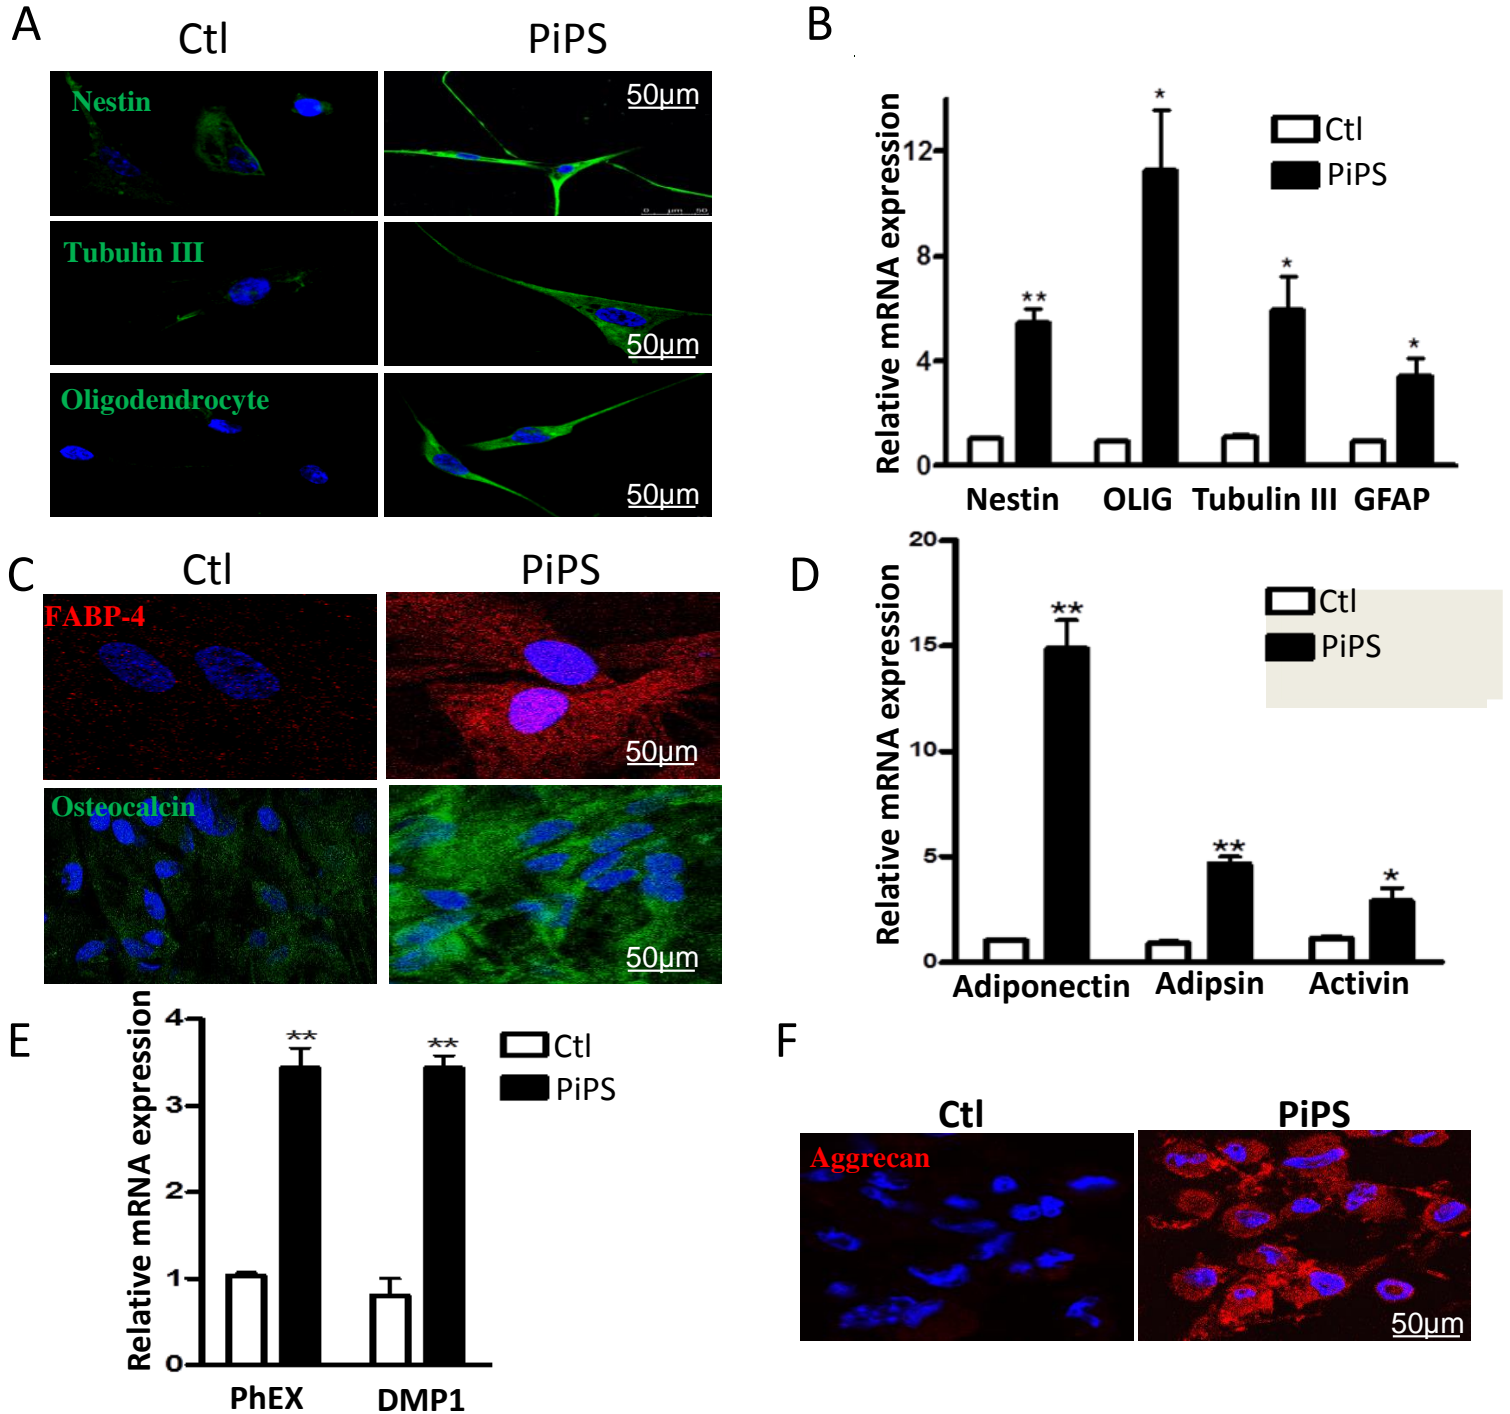 A
Ctl
PiPS
Nestin
50μm
0 μm 50
Tubulin III
50μm
Oligodendrocyte
50μm
B
Relative mRNA expression
12
8
4
0
*
**
*
*
Ctl
PiPS
Nestin OLIG Tubulin III GFAP
C
Ctl
PiPS
FABP-4
50μm
Osteocalcin
50μm
D
Relative mRNA expression
20
15
10
5
0
**
**
*
Ctl
PiPS
Adiponectin Adipsin Activin
E
Relative mRNA expression
4
3
2
1
0
** **
Ctl
PiPS
PhEX DMP1
F
Ctl PiPS
Aggrecan
50μm